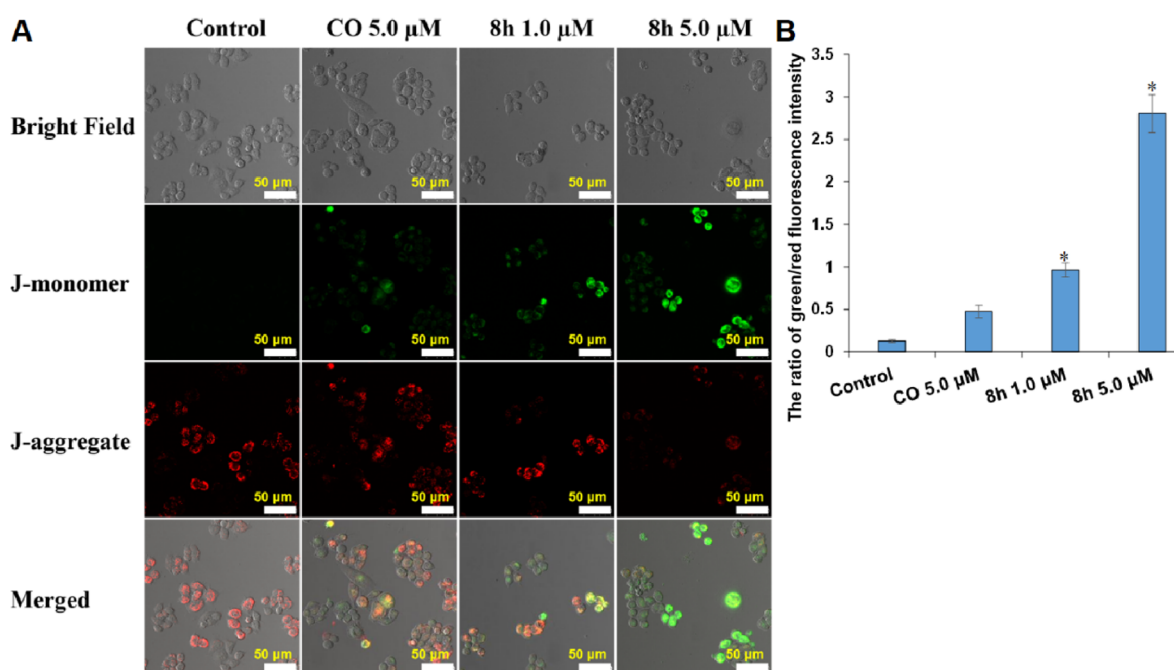 A
Control
CO 5.0 µM
8h 1.0 µM
8h 5.0 µM
Bright Field
50 µm
50 µm
50 µm
50 µm
J-monomer
50 µm
50 µm
50 µm
50 µm
J-aggregate
50 µm
50 µm
50 µm
50 µm
Merged
50 µm
50 µm
50 µm
50 µm
B
The ratio of green/red fluorescence intensity
3.5
3
2.5
2
1.5
1
0.5
0
*
*
Control
CO 5.0 µM
8h 1.0 µM
8h 5.0 µM